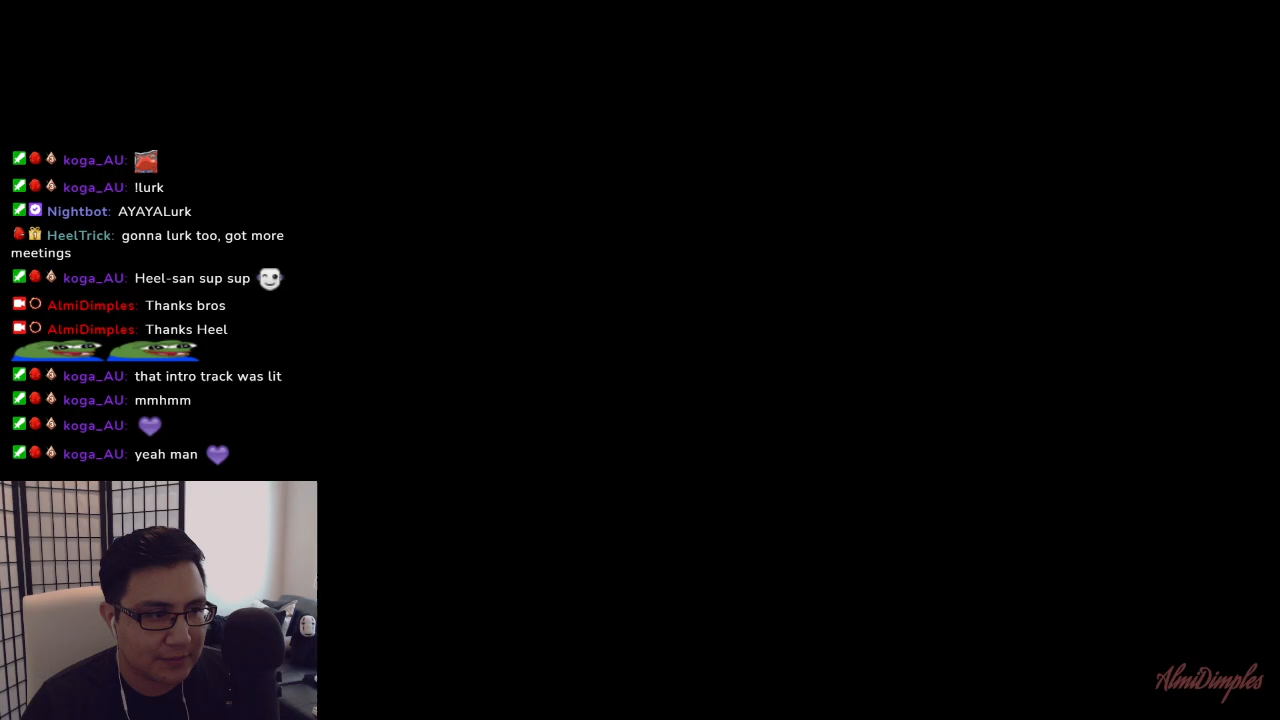 koga_AU:
koga_AU: !lurk
Nightbot: AYAYALurk
HeelTrick: gonna lurk too, got more
meetings
koga_AU: Heel-san sup sup
AlmiDimples: Thanks bros
AlmiDimples: Thanks Heel
koga_AU: that intro track was lit
koga_AU: mmhmm
koga_AU:
koga_AU: yeah man
AlmiDimples